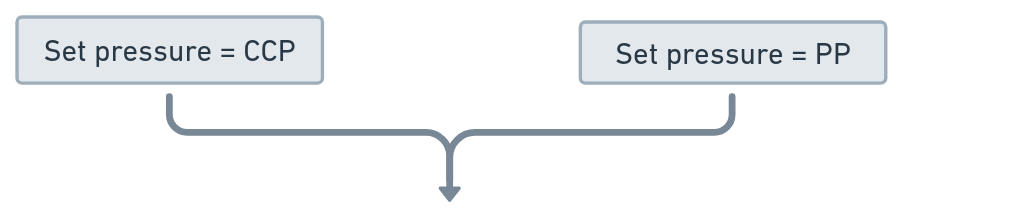 Set pressure = CCP
Set pressure = PP